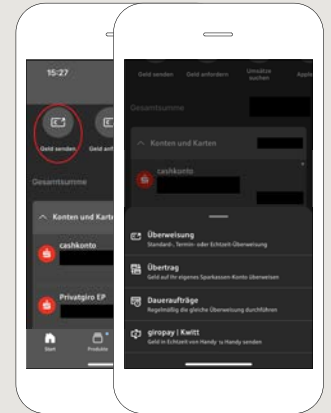 15:27
Geld senden
Geld anf
Gesamtsumme
Konten und Kart
cashkonto
Privatgiro EP
Start
Produkte
Geld senden
Geld anfordern
Umsätze suchen
Apple
Gesamtsumme
Konten und Karten
cashkonto
Überweisung
Standard-, Termin- oder Echtzeit-Überweisung
Übertrag
Geld auf Ihr eigenes Sparkassen-Konto überweisen
Daueraufträge
Regelmäßig die gleiche Überweisung durchführen
giropay | Kwitt
Geld in Echtzeit von Handy zu Handy senden